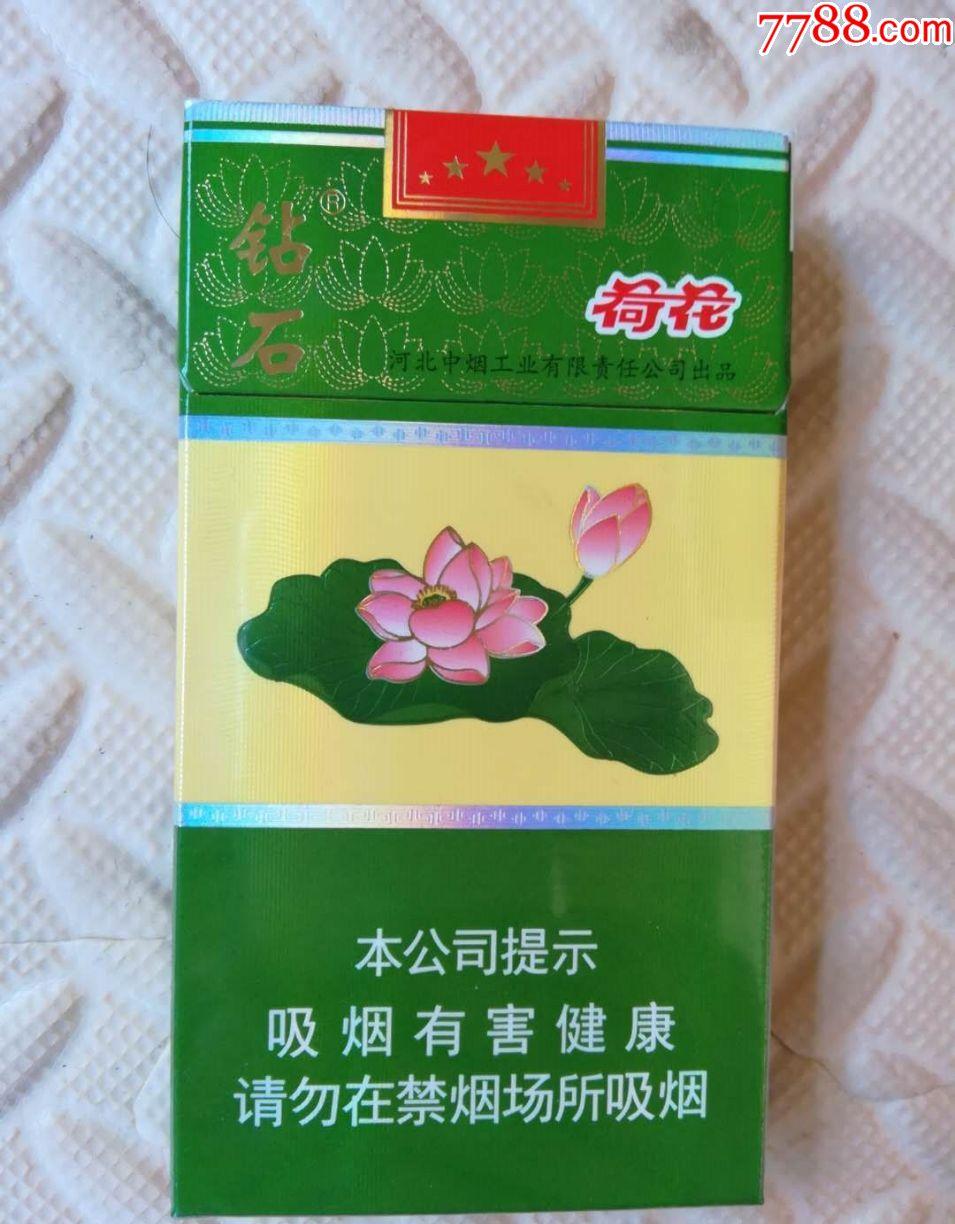 7788.com
钻石®
荷花
河北中烟工业有限责任公司出品
本公司提示
吸烟有害健康
请勿在禁烟场所吸烟